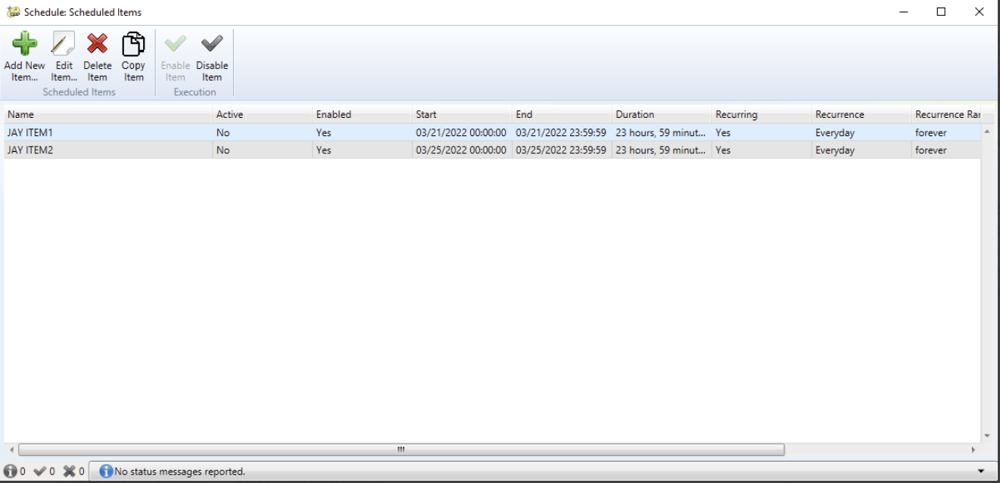 Schedule: Scheduled Items
Add New Item... Edit Item... Delete Item Copy Item Enable Item Disable Item
Scheduled Items Execution
Name Active Enabled Start End Duration Recurring Recurrence Recurrence Ran
JAY ITEM1 No Yes 03/21/2022 00:00:00 03/21/2022 23:59:59 23 hours, 59 minut... Yes Everyday forever
JAY ITEM2 No Yes 03/25/2022 00:00:00 03/25/2022 23:59:59 23 hours, 59 minut... Yes Everyday forever
0 0 0 No status messages reported.